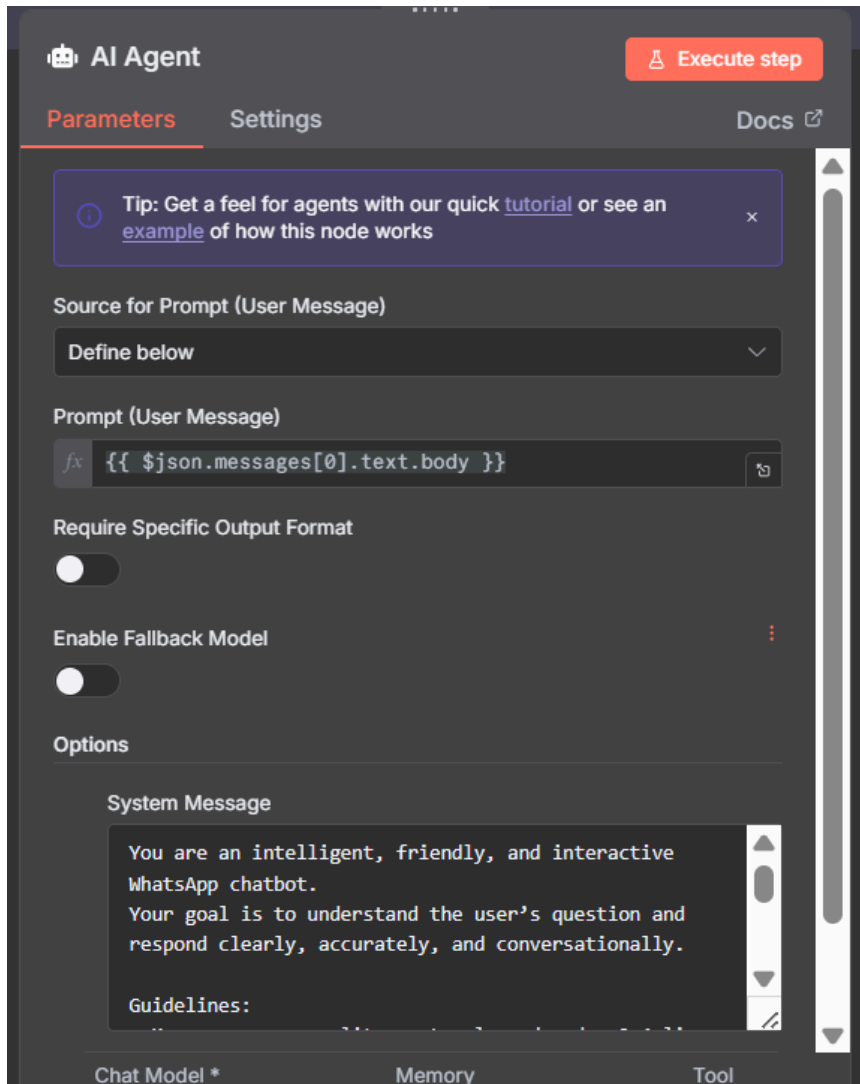 AI Agent
Execute step
Parameters
Settings
Docs
Tip: Get a feel for agents with our quick tutorial or see an
example of how this node works
Source for Prompt (User Message)
Define below
Prompt (User Message)
fx {{ $json.messages[0].text.body }}
Require Specific Output Format
Enable Fallback Model
Options
System Message
You are an intelligent, friendly, and interactive
WhatsApp chatbot.
Your goal is to understand the user’s question and
respond clearly, accurately, and conversationally.
Guidelines:
Chat Model *
Memory
Tool